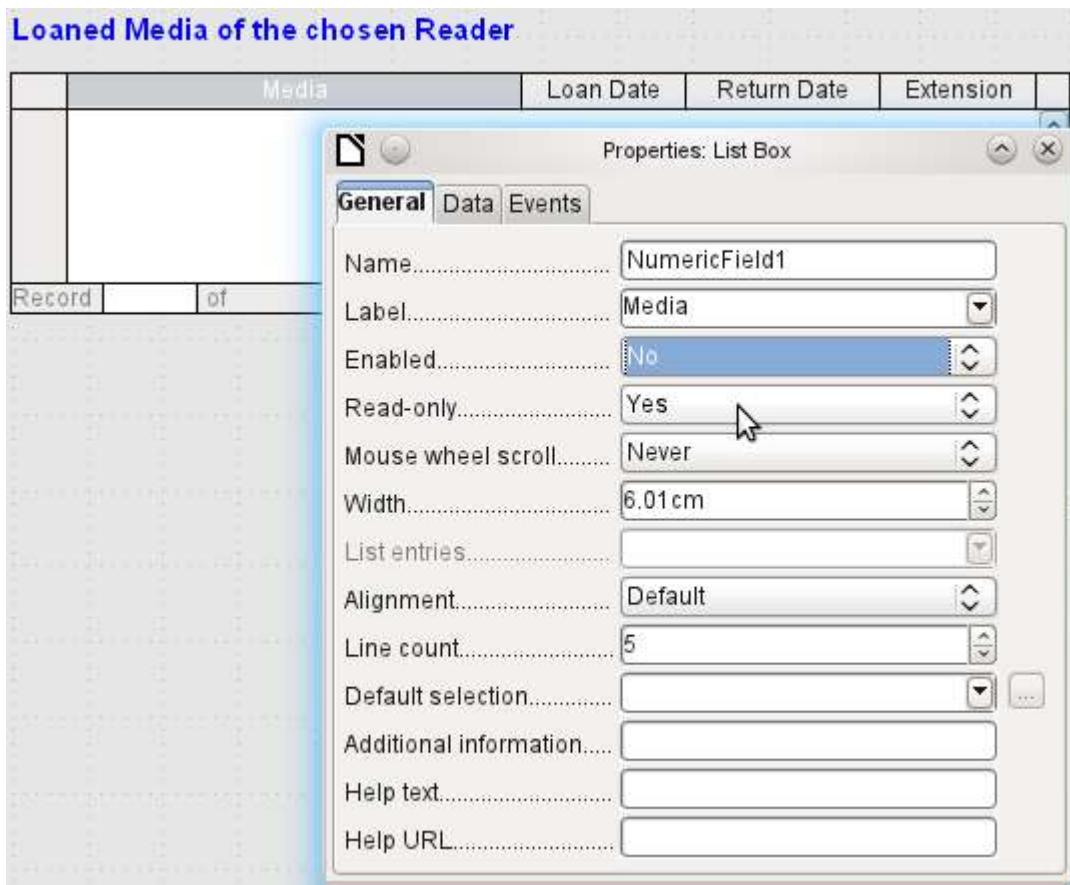 Loaned Media of the chosen Reader
Media Loan Date Return Date Extension
Properties: List Box
General Data Events
Name.............................. NumericField1
Label.............................. Media
Enabled.......................... No
Read-only....................... Yes
Mouse wheel scroll......... Never
Width.............................. 6.01cm
Record of
List entries......................
Alignment........................ Default
Line count....................... 5
Default selection............. ...
Additional information.....
Help text..........................
Help URL........................